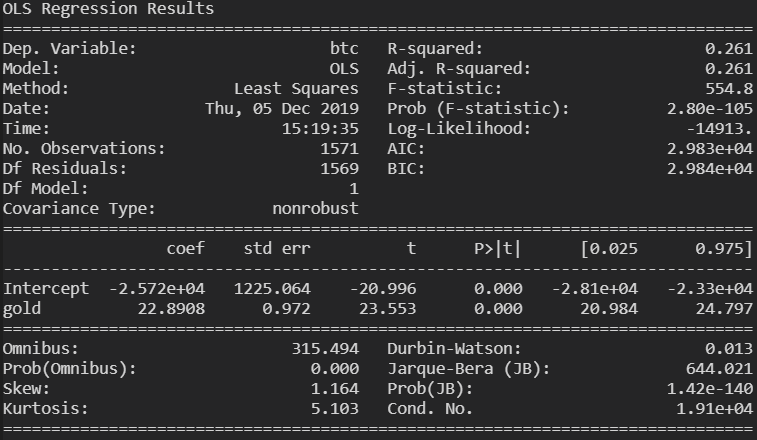 OLS Regression Results
==============================================================================
Dep. Variable: btc R-squared: 0.261
Model: OLS Adj. R-squared: 0.261
Method: Least Squares F-statistic: 554.8
Date: Thu, 05 Dec 2019 Prob (F-statistic): 2.80e-105
Time: 15:19:35 Log-Likelihood: -14913.
No. Observations: 1571 AIC: 2.983e+04
Df Residuals: 1569 BIC: 2.984e+04
Df Model: 1
Covariance Type: nonrobust
==============================================================================
coef std err t P>|t| [0.025 0.975]
------------------------------------------------------------------------------
Intercept -2.572e+04 1225.064 -20.996 0.000 -2.81e+04 -2.33e+04
gold 22.8908 0.972 23.553 0.000 20.984 24.797
==============================================================================
Omnibus: 315.494 Durbin-Watson: 0.013
Prob(Omnibus): 0.000 Jarque-Bera (JB): 644.021
Skew: 1.164 Prob(JB): 1.42e-140
Kurtosis: 5.103 Cond. No. 1.91e+04
==============================================================================